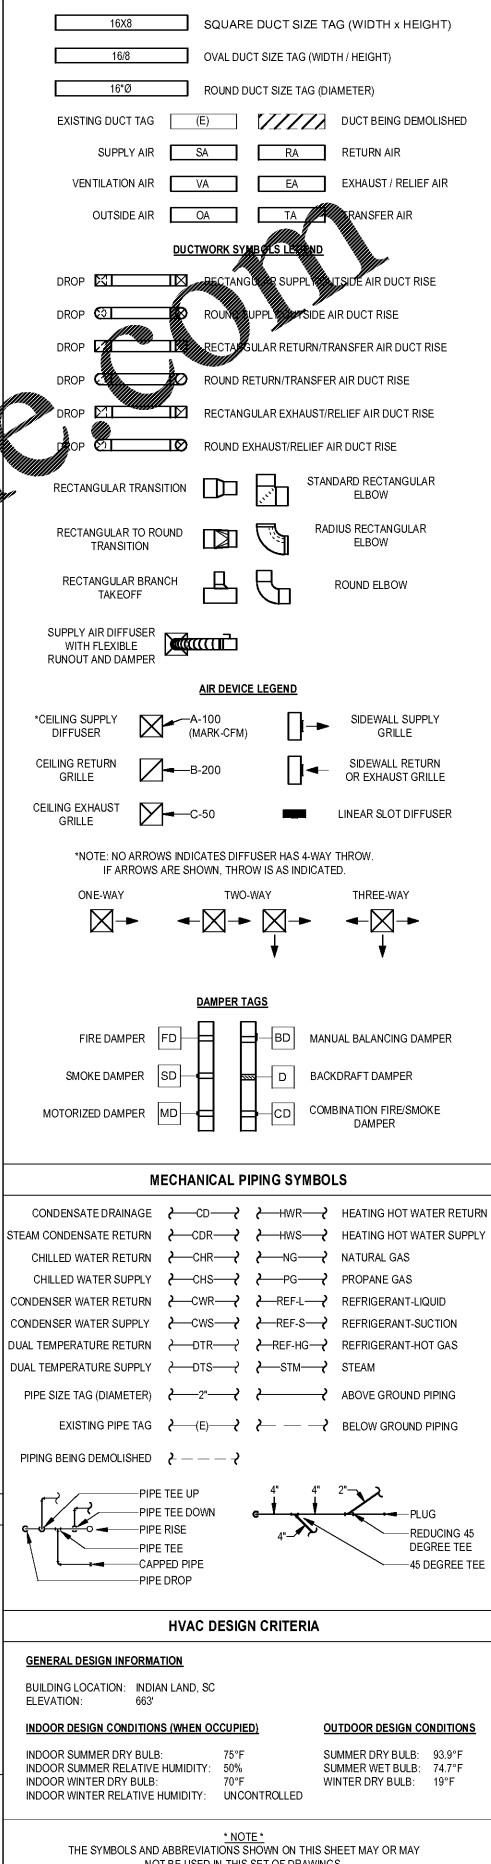 16X8 SQUARE DUCT SIZE TAG (WIDTH x HEIGHT)
16/8 OVAL DUCT SIZE TAG (WIDTH / HEIGHT)
16"Ø ROUND DUCT SIZE TAG (DIAMETER)
EXISTING DUCT TAG (E) DUCT BEING DEMOLISHED
SUPPLY AIR SA RA RETURN AIR
VENTILATION AIR VA EA EXHAUST / RELIEF AIR
OUTSIDE AIR OA TA TRANSFER AIR
DUCTWORK SYMBOLS LEGEND
DROP RECTANGULAR SUPPLY/OUTSIDE AIR DUCT RISE
DROP ROUND SUPPLY/OUTSIDE AIR DUCT RISE
DROP RECTANGULAR RETURN/TRANSFER AIR DUCT RISE
DROP ROUND RETURN/TRANSFER AIR DUCT RISE
DROP RECTANGULAR EXHAUST/RELIEF AIR DUCT RISE
DROP ROUND EXHAUST/RELIEF AIR DUCT RISE
e.com
RECTANGULAR TRANSITION
STANDARD RECTANGULAR
ELBOW
RECTANGULAR TO ROUND
TRANSITION
RADIUS RECTANGULAR
ELBOW
RECTANGULAR BRANCH
TAKEOFF
ROUND ELBOW
SUPPLY AIR DIFFUSER
WITH FLEXIBLE
RUNOUT AND DAMPER
AIR DEVICE LEGEND
*CEILING SUPPLY
DIFFUSER
A-100
(MARK-CFM)
SIDEWALL SUPPLY
GRILLE
CEILING RETURN
GRILLE
B-200
SIDEWALL RETURN
OR EXHAUST GRILLE
CEILING EXHAUST
GRILLE
C-50
LINEAR SLOT DIFFUSER
*NOTE: NO ARROWS INDICATES DIFFUSER HAS 4-WAY THROW.
IF ARROWS ARE SHOWN, THROW IS AS INDICATED.
ONE-WAY TWO-WAY THREE-WAY
DAMPER TAGS
FIRE DAMPER FD BD MANUAL BALANCING DAMPER
SMOKE DAMPER SD D BACKDRAFT DAMPER
MOTORIZED DAMPER MD CD COMBINATION FIRE/SMOKE
DAMPER
MECHANICAL PIPING SYMBOLS
CONDENSATE DRAINAGE CD HWR HEATING HOT WATER RETURN
STEAM CONDENSATE RETURN CDR HWS HEATING HOT WATER SUPPLY
CHILLED WATER RETURN CHR NG NATURAL GAS
CHILLED WATER SUPPLY CHS PG PROPANE GAS
CONDENSER WATER RETURN CWR REF-L REFRIGERANT-LIQUID
CONDENSER WATER SUPPLY CWS REF-S REFRIGERANT-SUCTION
DUAL TEMPERATURE RETURN DTR REF-HG REFRIGERANT-HOT GAS
DUAL TEMPERATURE SUPPLY DTS STM STEAM
PIPE SIZE TAG (DIAMETER) 2" ABOVE GROUND PIPING
EXISTING PIPE TAG (E) BELOW GROUND PIPING
PIPING BEING DEMOLISHED
PIPE TEE UP
PIPE TEE DOWN
PIPE RISE
PIPE TEE
CAPPED PIPE
PIPE DROP
4" 4" 2"
4"
PLUG
REDUCING 45
DEGREE TEE
45 DEGREE TEE
HVAC DESIGN CRITERIA
GENERAL DESIGN INFORMATION
BUILDING LOCATION: INDIAN LAND, SC
ELEVATION: 663'
INDOOR DESIGN CONDITIONS (WHEN OCCUPIED)
INDOOR SUMMER DRY BULB: 75°F
INDOOR SUMMER RELATIVE HUMIDITY: 50%
INDOOR WINTER DRY BULB: 70°F
INDOOR WINTER RELATIVE HUMIDITY: UNCONTROLLED
OUTDOOR DESIGN CONDITIONS
SUMMER DRY BULB: 93.9°F
SUMMER WET BULB: 74.7°F
WINTER DRY BULB: 19°F
* NOTE *
THE SYMBOLS AND ABBREVIATIONS SHOWN ON THIS SHEET MAY OR MAY
NOT BE USED IN THIS SET OF DRAWINGS